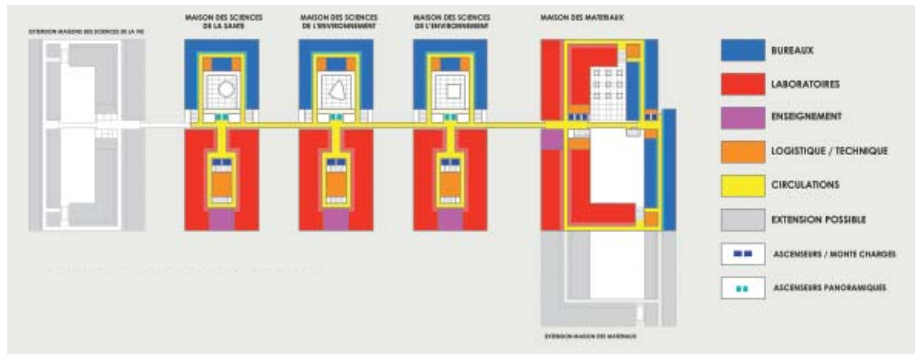 MAISON DES SCIENCES
DE LA SANTE
MAISON DES SCIENCES
DE L'ENVIRONNEMENT
MAISON DES SCIENCES
DE L'ENVIRONNEMENT
MAISON DES MATERIAUX
EXTENSION MAISONS DES SCIENCES DE LA VIE
BUREAUX
LABORATOIRES
ENSEIGNEMENT
LOGISTIQUE / TECHNIQUE
CIRCULATIONS
EXTENSION POSSIBLE
ASCENSEURS / MONTE CHARGES
ASCENSEURS PANORAMIQUES
EXTENSION MAISON DES MATERIAUX